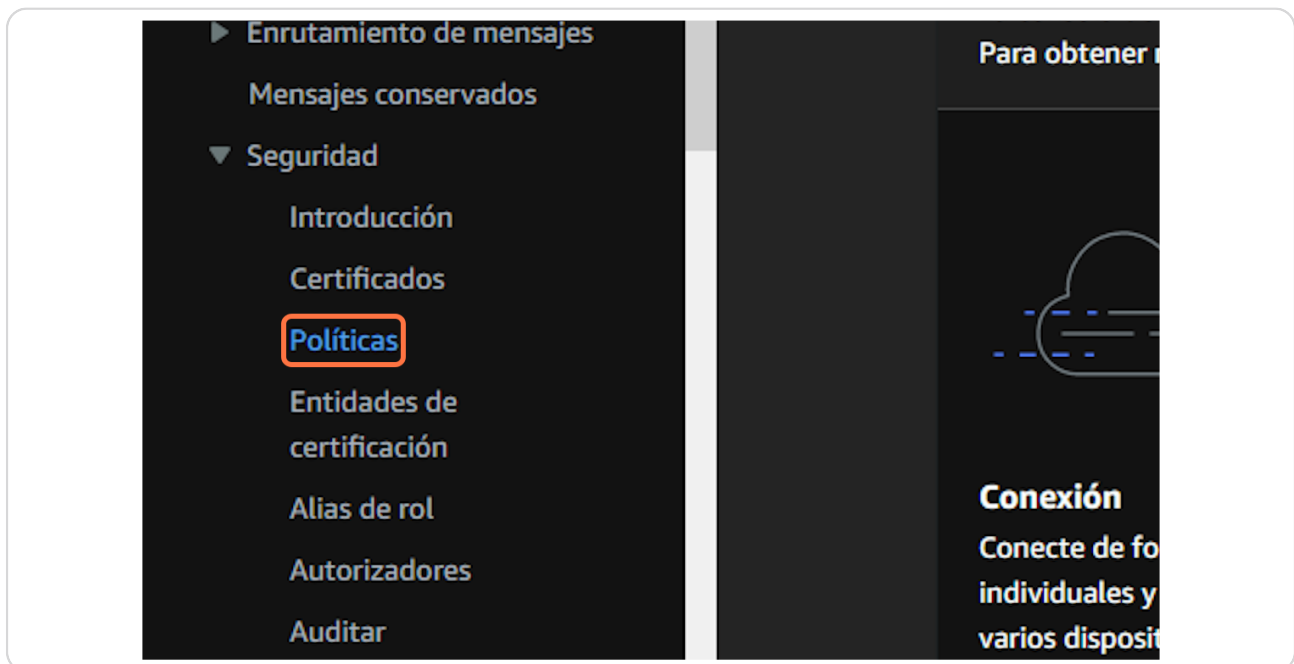 Enrutamiento de mensajes
Mensajes conservados
Seguridad
Introducción
Certificados
Políticas
Entidades de
certificación
Alias de rol
Autorizadores
Auditar
Para obtener
Conexión
Conecte de fo
individuales y
varios disposit